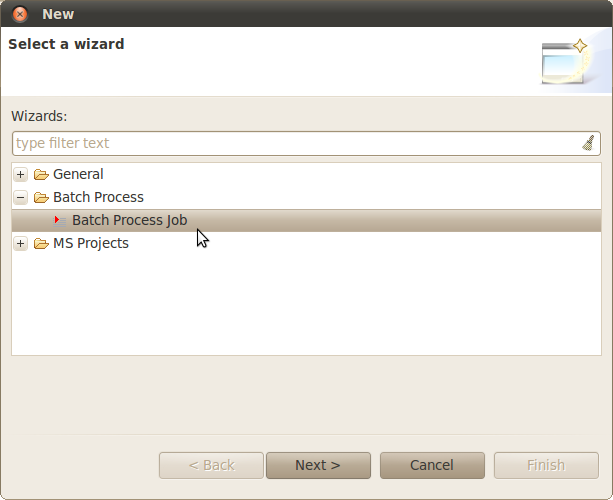 New
Select a wizard
Wizards:
type filter text
General
Batch Process
Batch Process Job
MS Projects
< Back Next > Cancel Finish